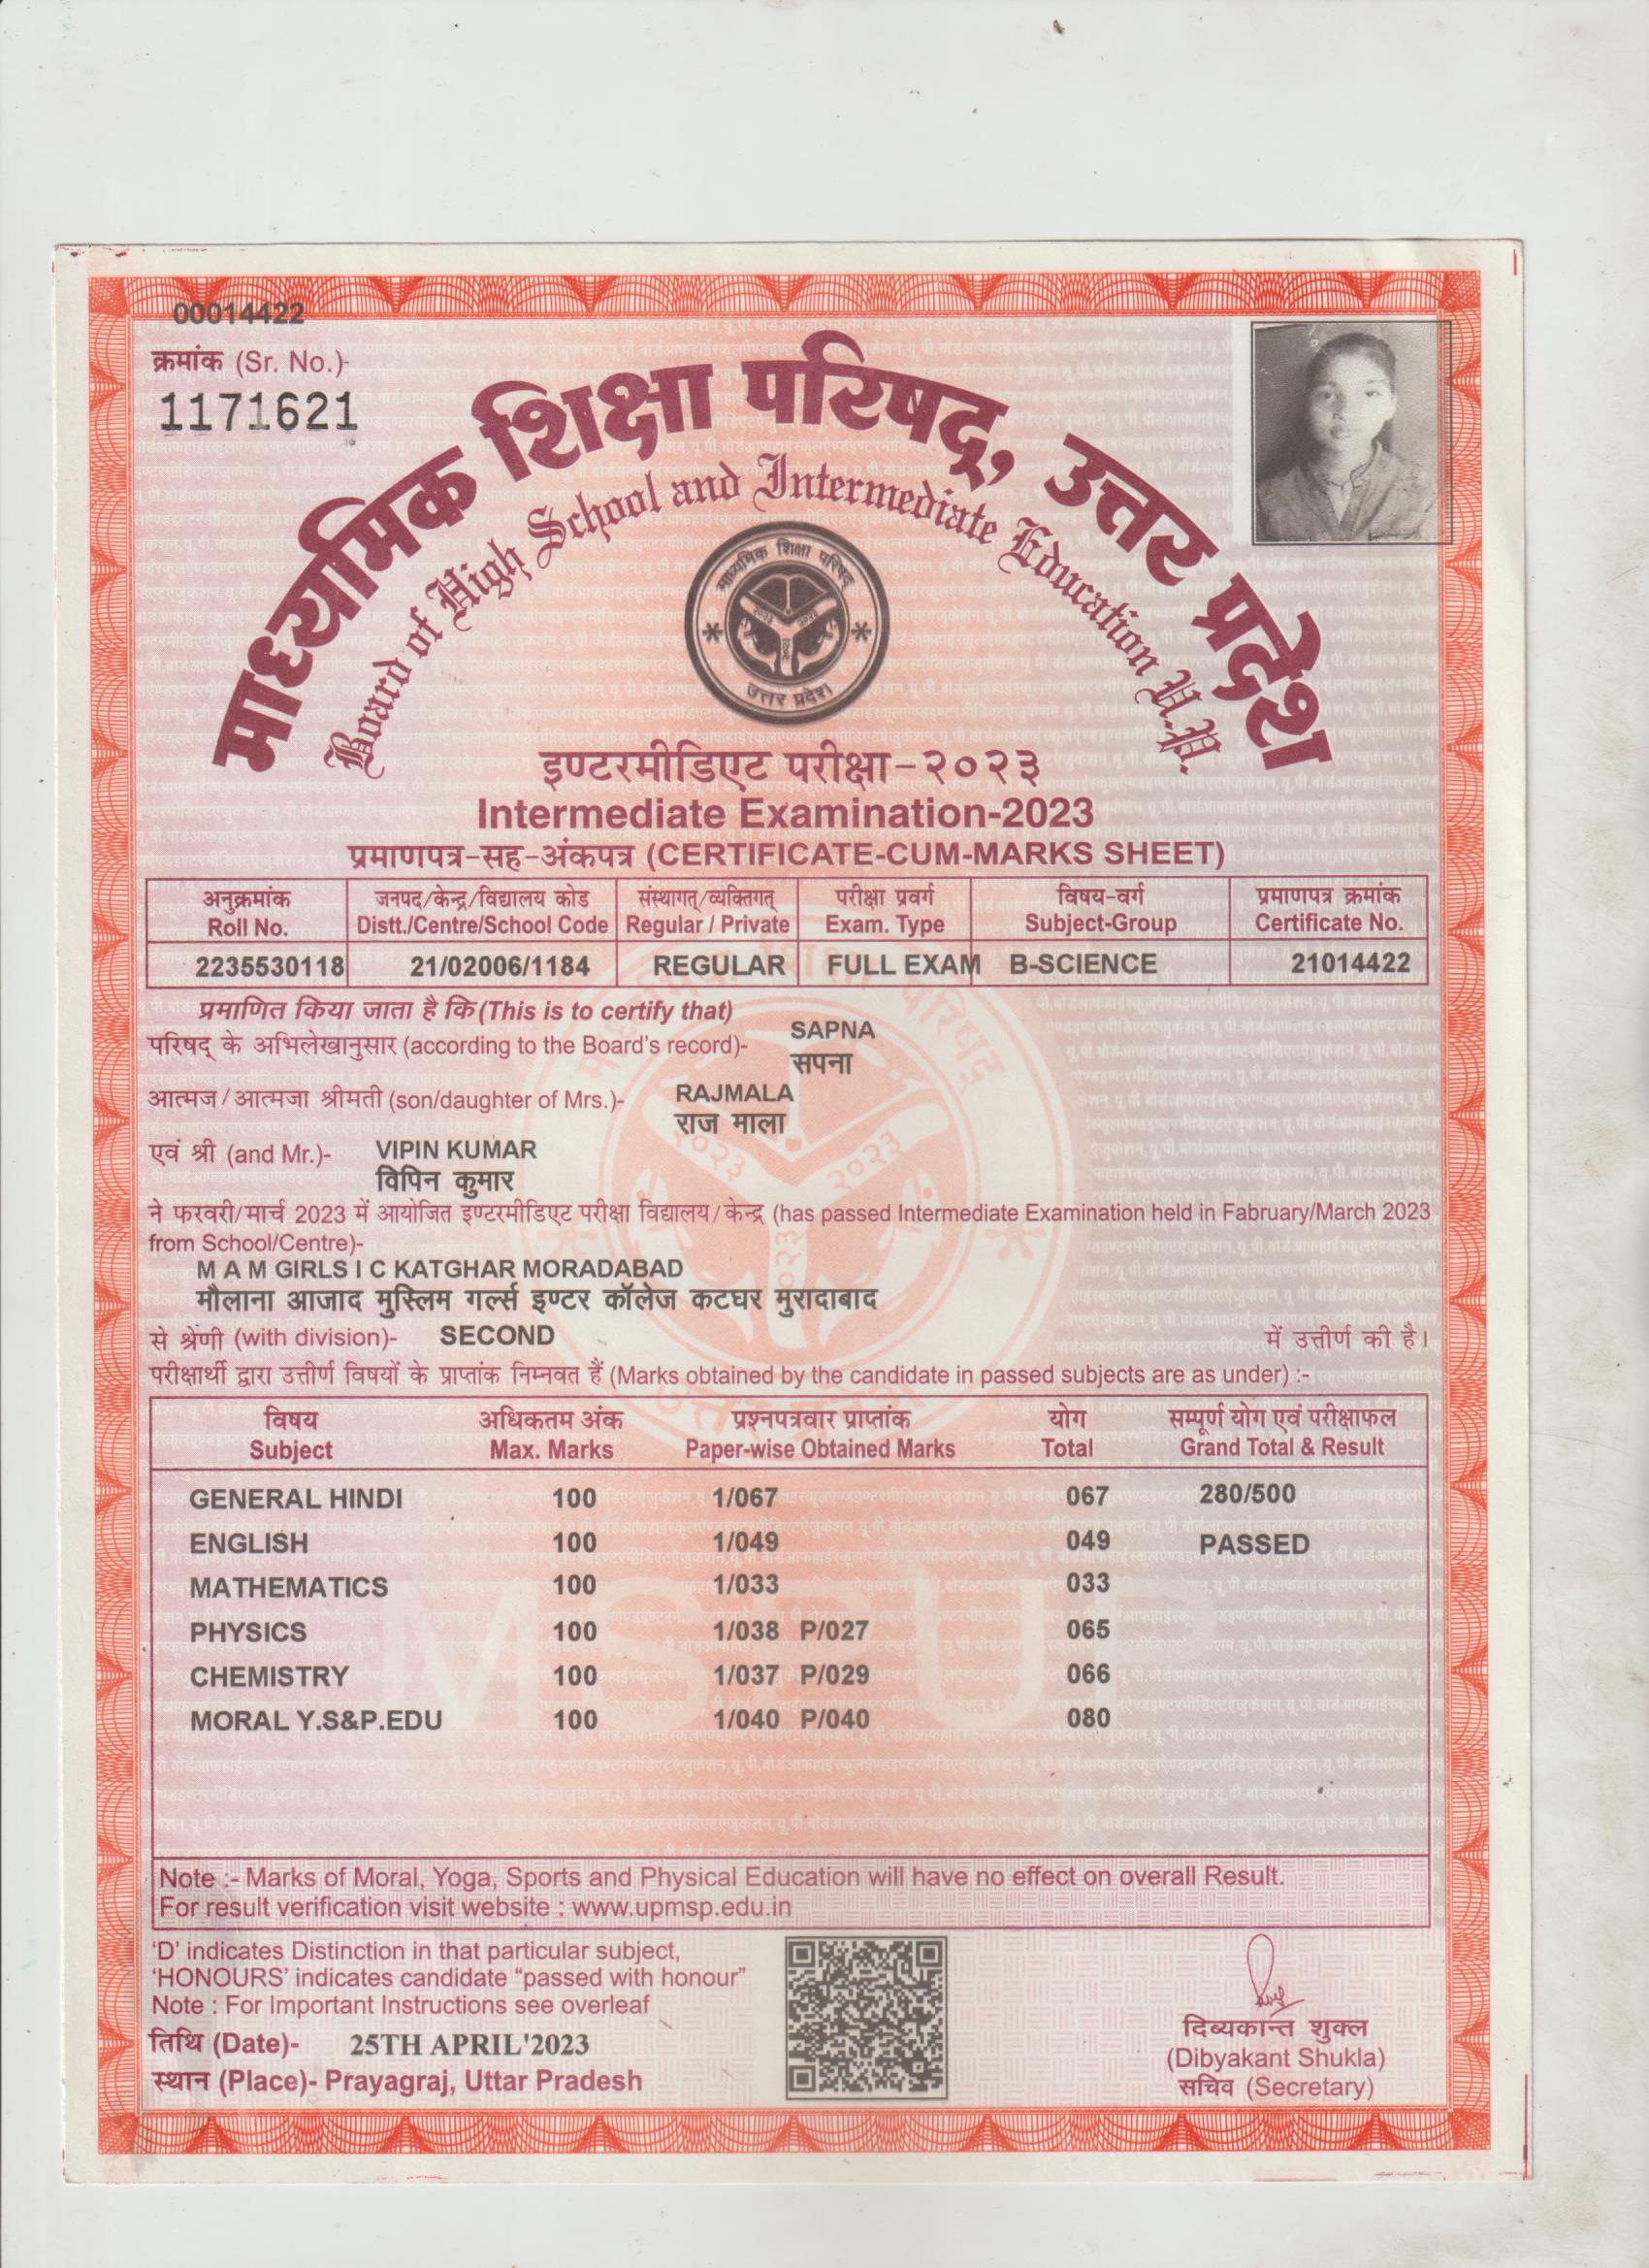 00014422
क्रमांक (Sr. No.)-
1171621
माध्यमिक शिक्षा परिषद्, उत्तर प्रदेश
Board of High School and Intermediate Education U.P.
माध्यमिक शिक्षा परिषद्
उत्तर प्रदेश
इण्टरमीडिएट परीक्षा-२०२३
Intermediate Examination-2023
प्रमाणपत्र-सह-अंकपत्र (CERTIFICATE-CUM-MARKS SHEET)
अनुक्रमांक जनपद/केन्द्र/विद्यालय कोड संस्थागत्/व्यक्तिगत् परीक्षा प्रवर्ग विषय-वर्ग प्रमाणपत्र क्रमांक
Roll No. Distt./Centre/School Code Regular / Private Exam. Type Subject-Group Certificate No.
2235530118 21/02006/1184 REGULAR FULL EXAM B-SCIENCE 21014422
प्रमाणित किया जाता है कि (This is to certify that)
SAPNA
परिषद् के अभिलेखानुसार (according to the Board's record)-
सपना
आत्मज/आत्मजा श्रीमती (son/daughter of Mrs.)- RAJMALA
राज माला
एवं श्री (and Mr.)- VIPIN KUMAR
विपिन कुमार
ने फरवरी/मार्च 2023 में आयोजित इण्टरमीडिएट परीक्षा विद्यालय/केन्द्र (has passed Intermediate Examination held in Fabruary/March 2023
from School/Centre)-
M A M GIRLS I C KATGHAR MORADABAD
मौलाना आजाद मुस्लिम गर्ल्स इण्टर कॉलेज कटघर मुरादाबाद
से श्रेणी (with division)- SECOND में उत्तीर्ण की है।
परीक्षार्थी द्वारा उत्तीर्ण विषयों के प्राप्तांक निम्नवत हैं (Marks obtained by the candidate in passed subjects are as under) :-
विषय अधिकतम अंक प्रश्नपत्रवार प्राप्तांक योग सम्पूर्ण योग एवं परीक्षाफल
Subject Max. Marks Paper-wise Obtained Marks Total Grand Total & Result
GENERAL HINDI 100 1/067 067 280/500
ENGLISH 100 1/049 049 PASSED
MATHEMATICS 100 1/033 033
PHYSICS 100 1/038 P/027 065
CHEMISTRY 100 1/037 P/029 066
MORAL Y.S&P.EDU 100 1/040 P/040 080
Note :- Marks of Moral, Yoga, Sports and Physical Education will have no effect on overall Result.
For result verification visit website : www.upmsp.edu.in
'D' indicates Distinction in that particular subject,
'HONOURS' indicates candidate "passed with honour"
Note : For Important Instructions see overleaf
तिथि (Date)- 25TH APRIL'2023
स्थान (Place)- Prayagraj, Uttar Pradesh
दिब्यकान्त शुक्ल
(Dibyakant Shukla)
सचिव (Secretary)